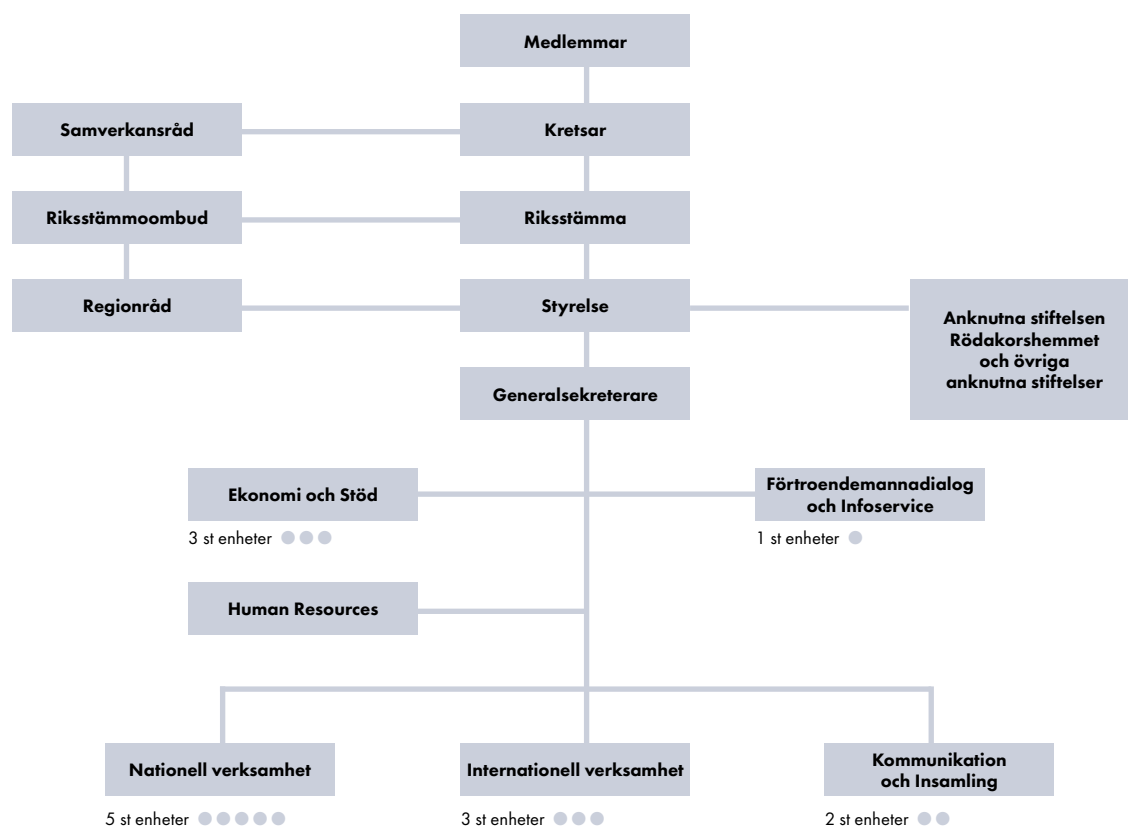 Medlemmar
Samverkansråd
Kretsar
Riksstämmoombud
Riksstämma
Regionråd
Styrelse
Anknutna stiftelsen
Rödakorshemmet
och övriga
anknutna stiftelser
Generalsekreterare
Ekonomi och Stöd
3 st enheter
Förtroendemannadialog
och Infoservice
1 st enheter
Human Resources
Nationell verksamhet
5 st enheter
Internationell verksamhet
3 st enheter
Kommunikation
och Insamling
2 st enheter